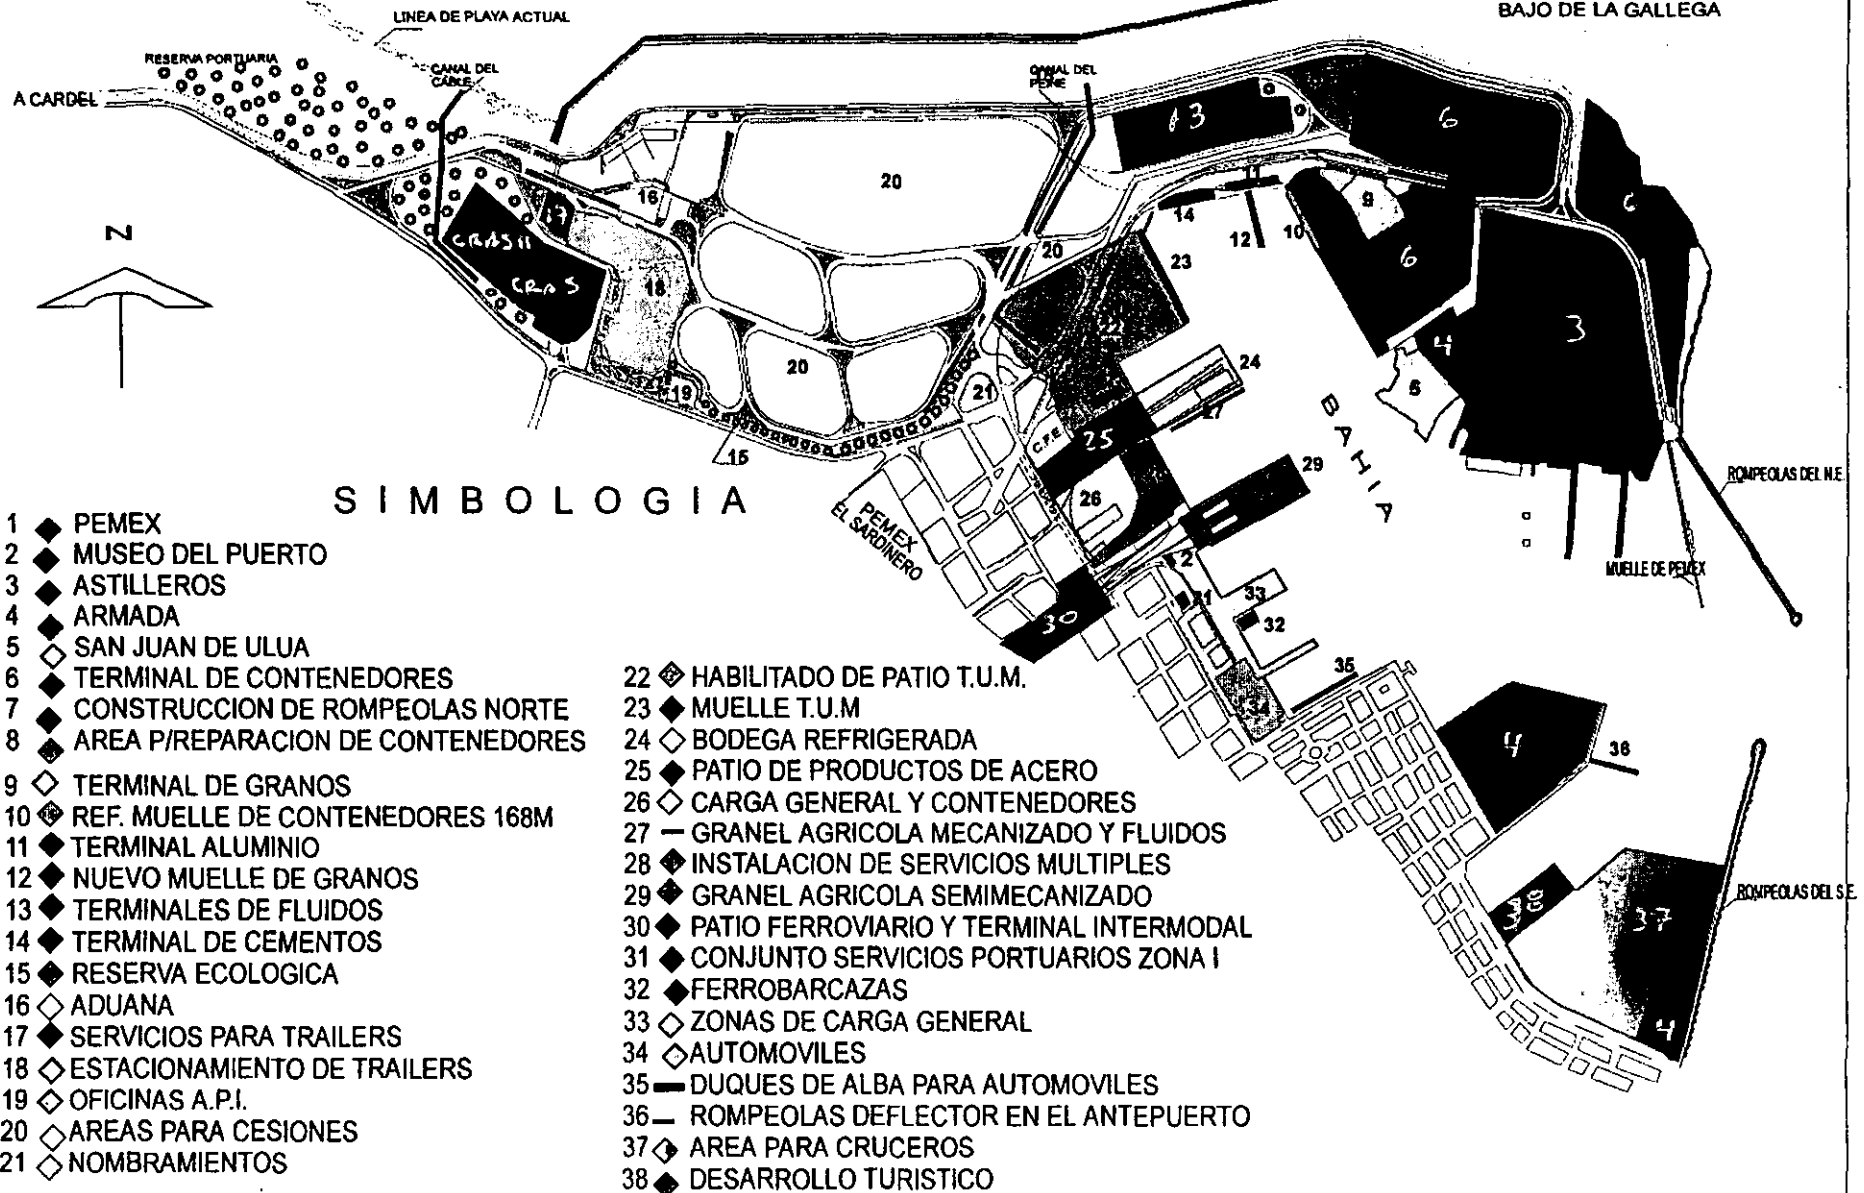 LINEA DE PLAYA ACTUAL
BAJO DE LA GALLEGA
RESERVA PORTUARIA
CANAL DEL
CABLE
CANAL DEL
A CARDEL
13
6
20
16
17
11
14
12
10
9
6
6
N
CRAS II
CRAS
18
20
23
22
3
4
5
20
24
27
21
19
15
C.F.E
25
BAHIA
29
26
PEMEX
EL SARDINERO
ROMPEOLAS DEL N.E.
MUELLE DE PEMEX
2
31
33
32
30
35
34
4
36
38
37
4
ROMPEOLAS DEL S.E.
SIMBOLOGIA
1 PEMEX
2 MUSEO DEL PUERTO
3 ASTILLEROS
4 ARMADA
5 SAN JUAN DE ULUA
6 TERMINAL DE CONTENEDORES
7 CONSTRUCCION DE ROMPEOLAS NORTE
8 AREA P/REPARACION DE CONTENEDORES
9 TERMINAL DE GRANOS
10 REF. MUELLE DE CONTENEDORES 168M
11 TERMINAL ALUMINIO
12 NUEVO MUELLE DE GRANOS
13 TERMINALES DE FLUIDOS
14 TERMINAL DE CEMENTOS
15 RESERVA ECOLOGICA
16 ADUANA
17 SERVICIOS PARA TRAILERS
18 ESTACIONAMIENTO DE TRAILERS
19 OFICINAS A.P.I.
20 AREAS PARA CESIONES
21 NOMBRAMIENTOS
22 HABILITADO DE PATIO T.U.M.
23 MUELLE T.U.M
24 BODEGA REFRIGERADA
25 PATIO DE PRODUCTOS DE ACERO
26 CARGA GENERAL Y CONTENEDORES
27 GRANEL AGRICOLA MECANIZADO Y FLUIDOS
28 INSTALACION DE SERVICIOS MULTIPLES
29 GRANEL AGRICOLA SEMIMECANIZADO
30 PATIO FERROVIARIO Y TERMINAL INTERMODAL
31 CONJUNTO SERVICIOS PORTUARIOS ZONA I
32 FERROBARCAZAS
33 ZONAS DE CARGA GENERAL
34 AUTOMOVILES
35 DUQUES DE ALBA PARA AUTOMOVILES
36 ROMPEOLAS DEFLECTOR EN EL ANTEPUERTO
37 AREA PARA CRUCEROS
38 DESARROLLO TURISTICO